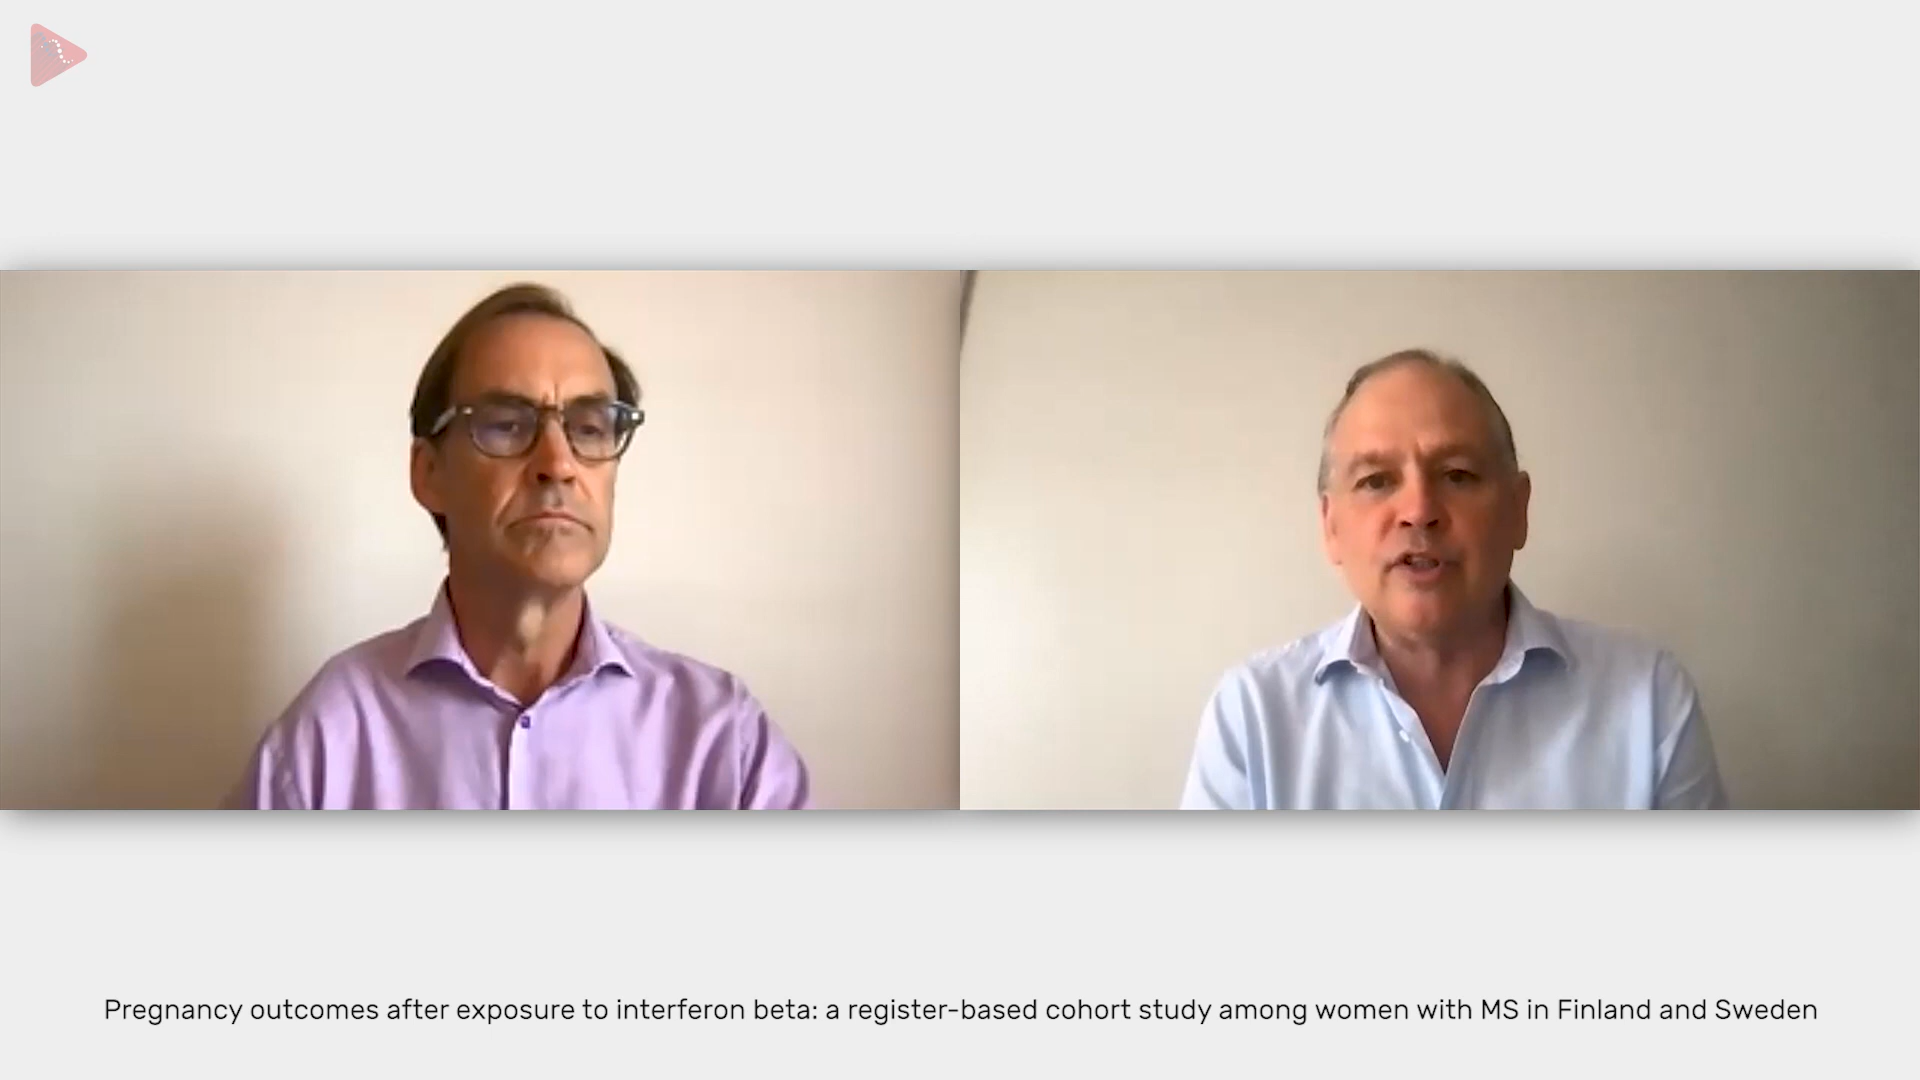 Pregnancy outcomes after exposure to interferon beta: a register-based cohort study among women with MS in Finland and Sweden